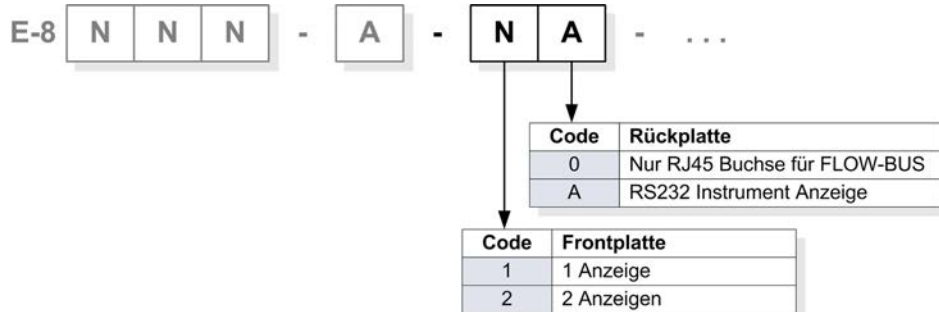 E-8 N N N - A - N A - ...
Code Rückplatte
0 Nur RJ45 Buchse für FLOW-BUS
A RS232 Instrument Anzeige
Code Frontplatte
1 1 Anzeige
2 2 Anzeigen